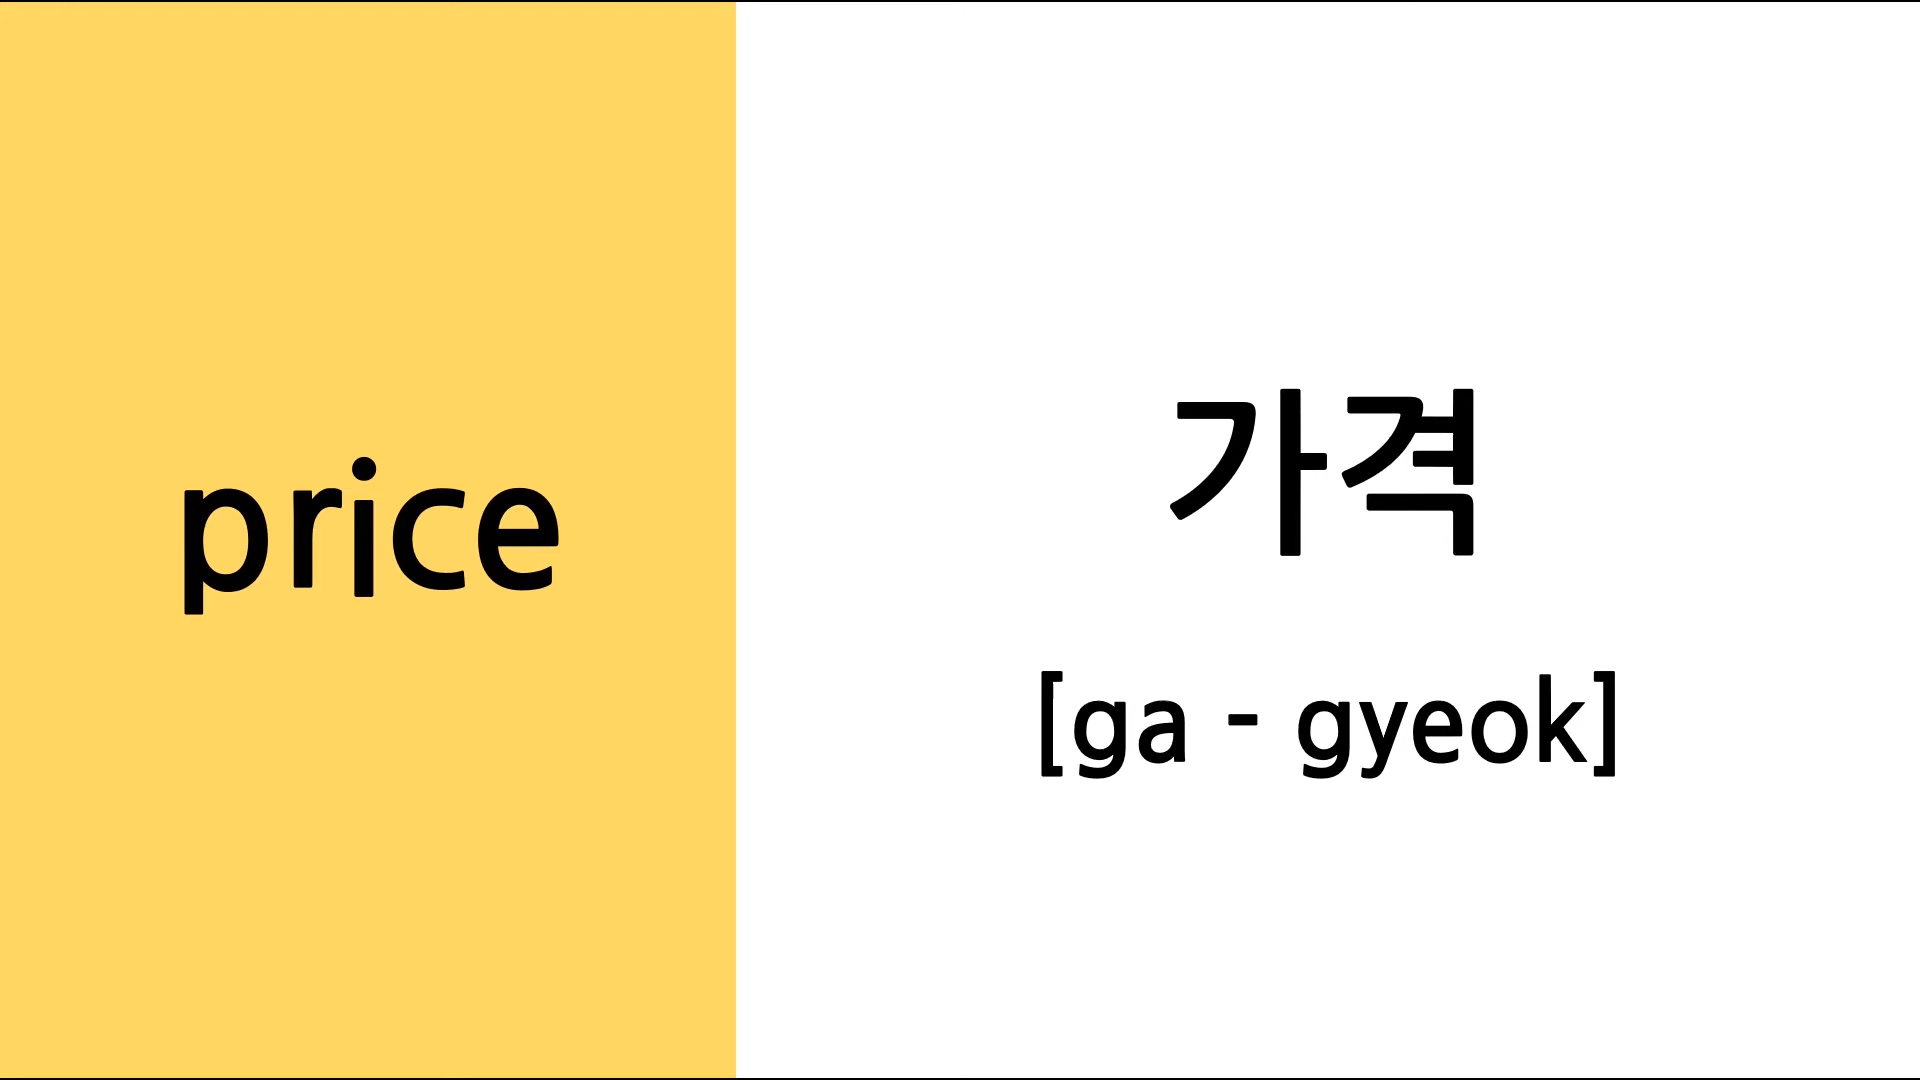 price
가격
[ga - gyeok]